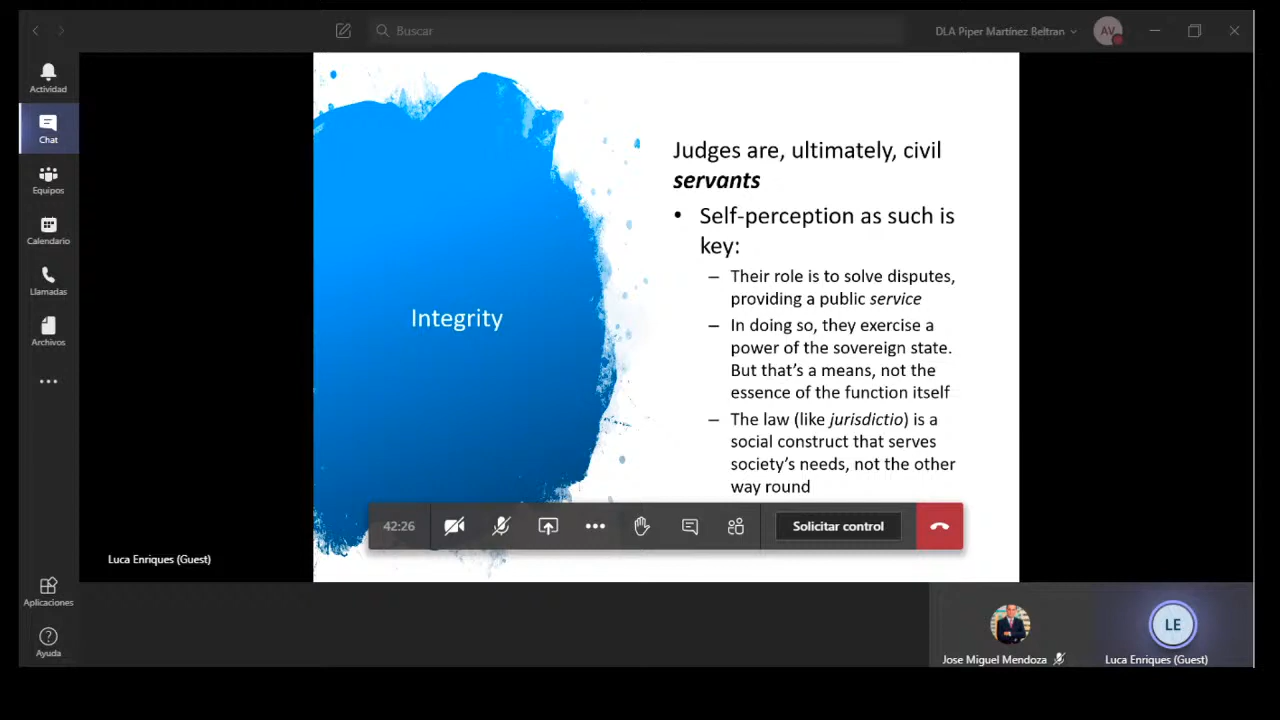 Buscar
DLA Piper Martínez Beltran
AV
Actividad
Chat
Equipos
Calendario
Llamadas
Archivos
Aplicaciones
Ayuda
Integrity
Judges are, ultimately, civil
servants
• Self-perception as such is
key:
– Their role is to solve disputes,
providing a public service
– In doing so, they exercise a
power of the sovereign state.
But that's a means, not the
essence of the function itself
– The law (like jurisdictio) is a
social construct that serves
society's needs, not the other
way round
42:26
Solicitar control
Luca Enriques (Guest)
LE
Jose Miguel Mendoza
Luca Enriques (Guest)